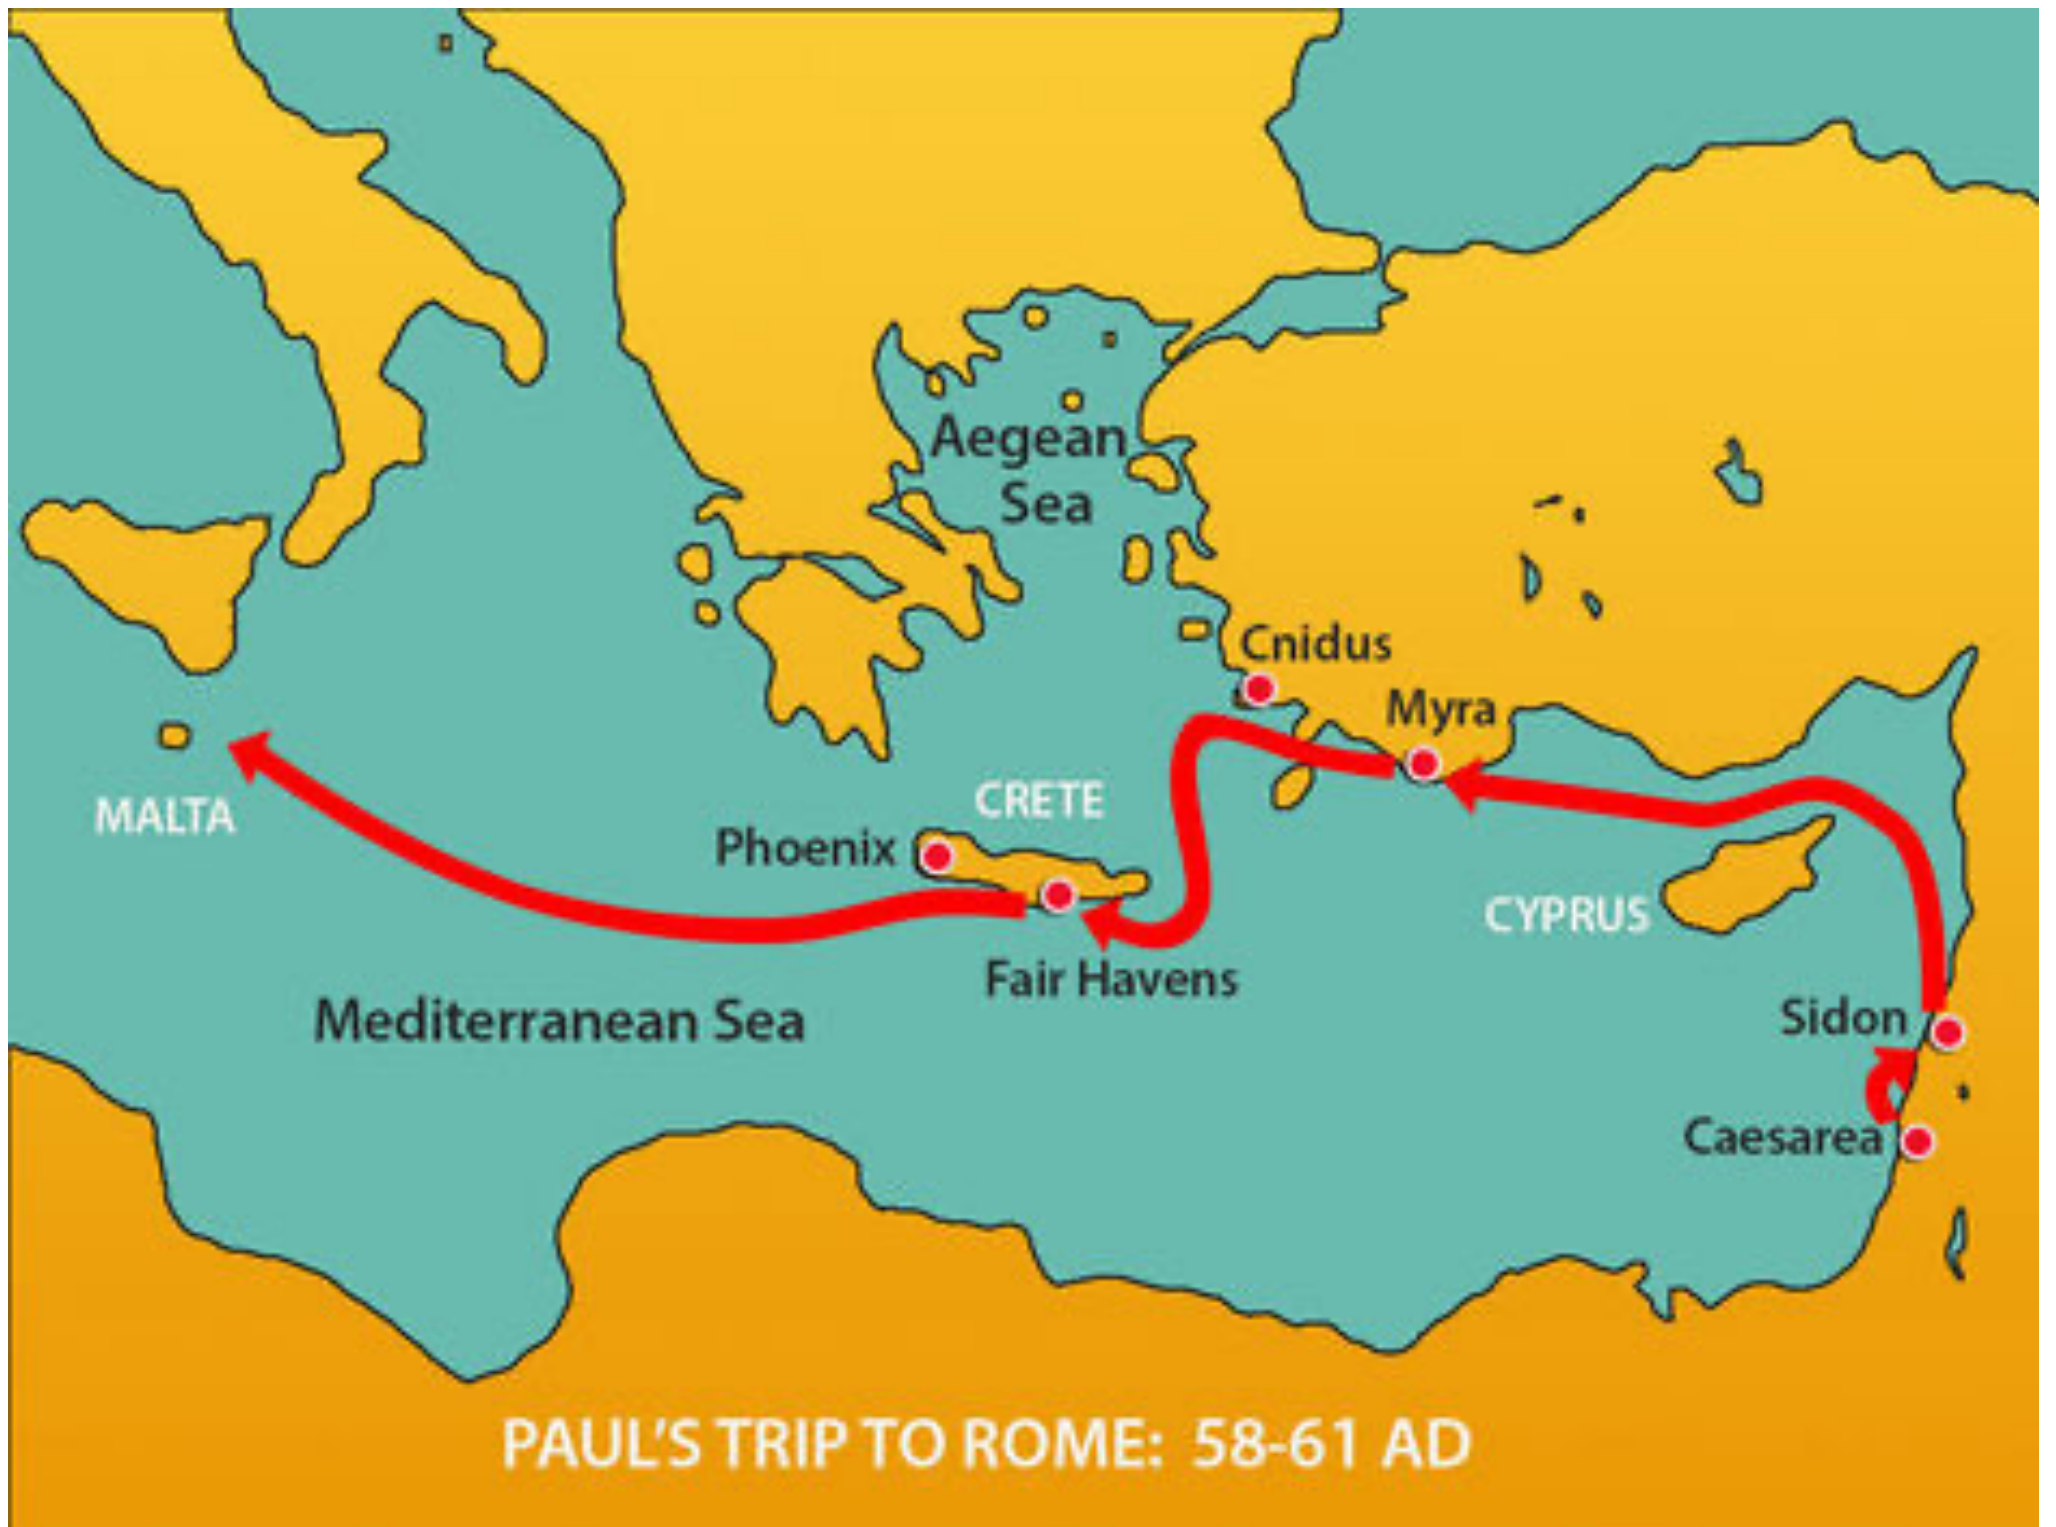 Aegean
Sea
Cnidus
Myra
CRETE
MALTA
Phoenix
CYPRUS
Fair Havens
Mediterranean Sea
Sidon
Caesarea
PAUL'S TRIP TO ROME: 58-61 AD